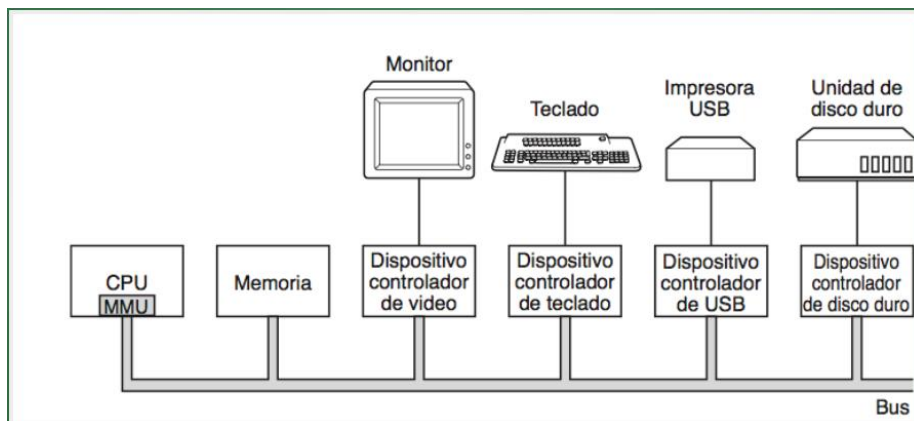 Monitor
Teclado
Impresora
USB
Unidad de
disco duro
CPU
MMU
Memoria
Dispositivo
controlador
de video
Dispositivo
controlador
de teclado
Dispositivo
controlador
de USB
Dispositivo
controlador
de disco duro
Bus